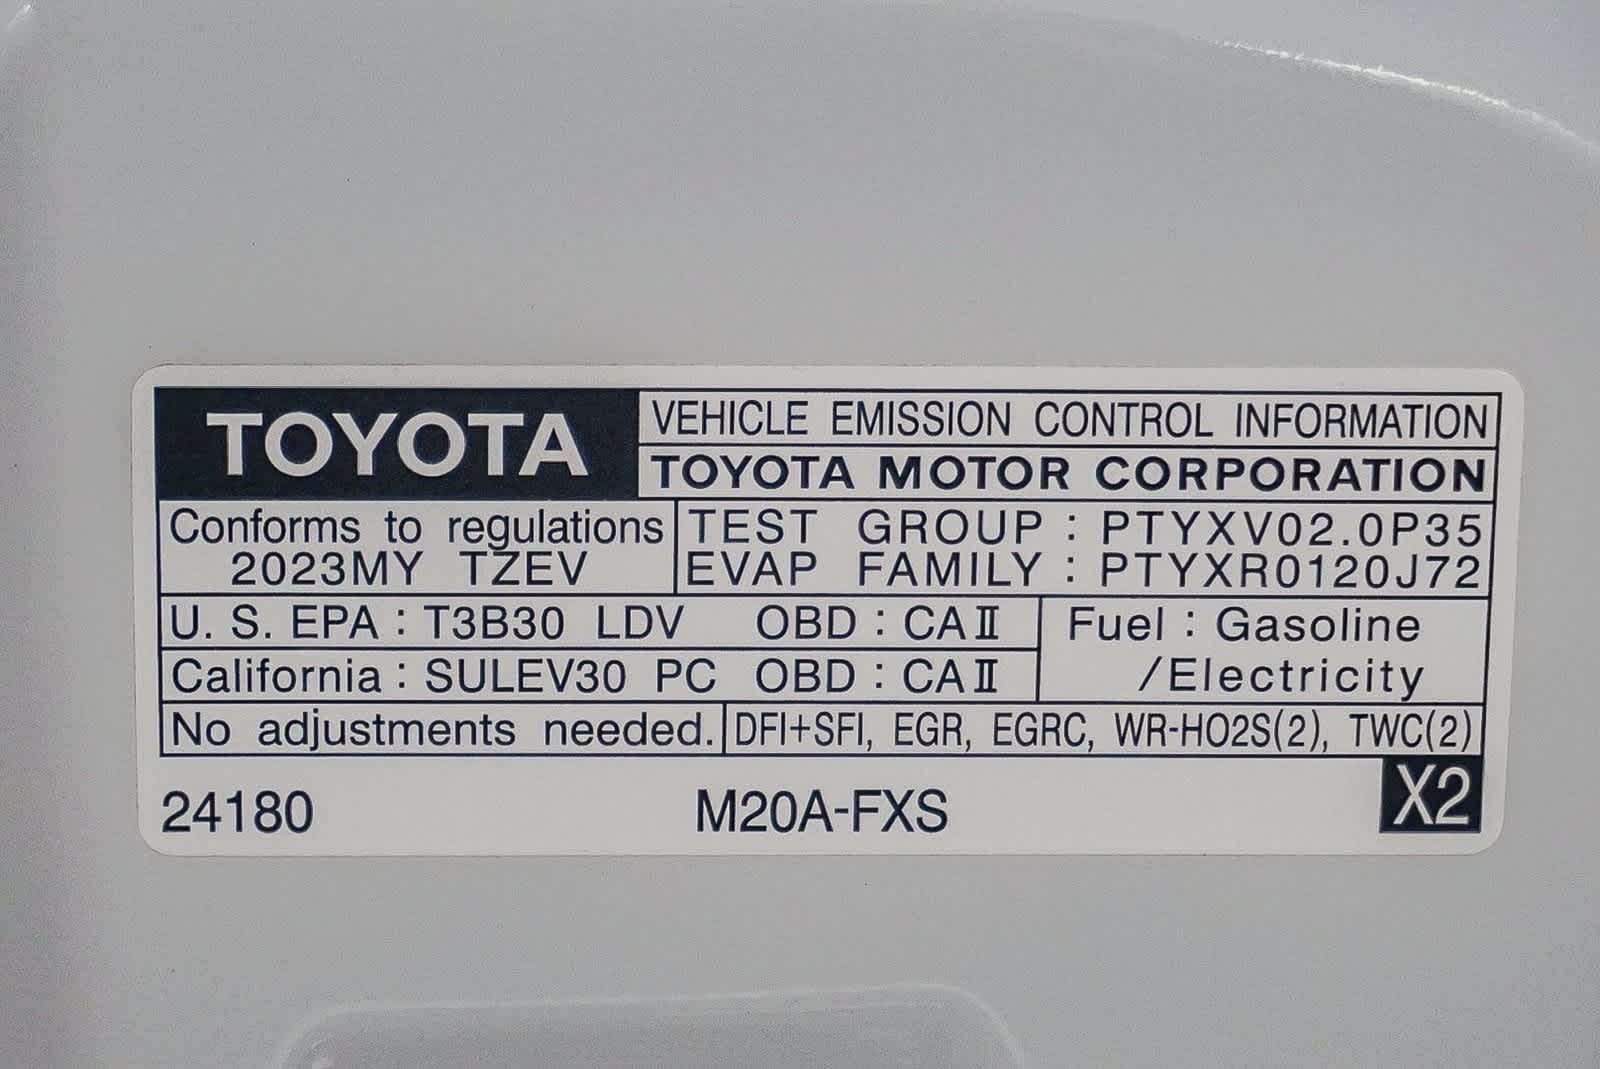 TOYOTA
VEHICLE EMISSION CONTROL INFORMATION
TOYOTA MOTOR CORPORATION
Conforms to regulations
2023MY TZEV
TEST GROUP : PTYXV02.0P35
EVAP FAMILY : PTYXR0120J72
U. S. EPA : T3B30 LDV OBD : CAⅡ
California : SULEV30 PC OBD : CAⅡ
Fuel : Gasoline
/Electricity
No adjustments needed.
DFI+SFI, EGR, EGRC, WR-HO2S(2), TWC(2)
24180
M20A-FXS
X2